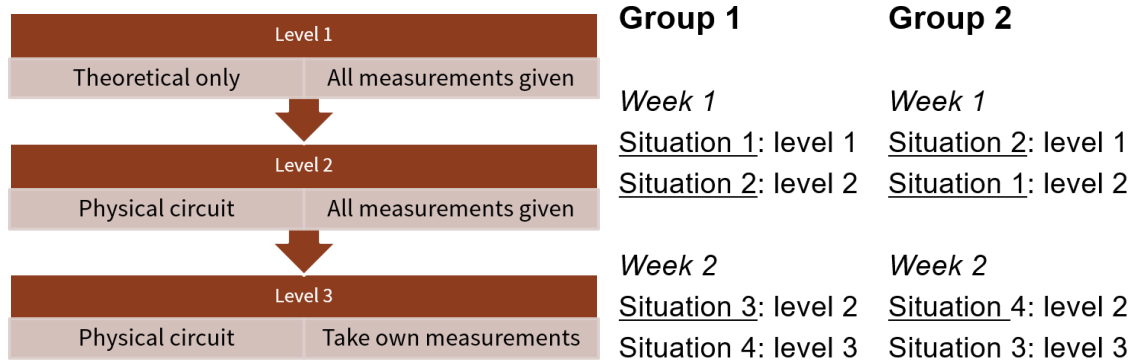 Level 1
Theoretical only
All measurements given
Level 2
Physical circuit
All measurements given
Level 3
Physical circuit
Take own measurements
Group 1
Week 1
Situation 1: level 1
Situation 2: level 2
Week 2
Situation 3: level 2
Situation 4: level 3
Group 2
Week 1
Situation 2: level 1
Situation 1: level 2
Week 2
Situation 4: level 2
Situation 3: level 3